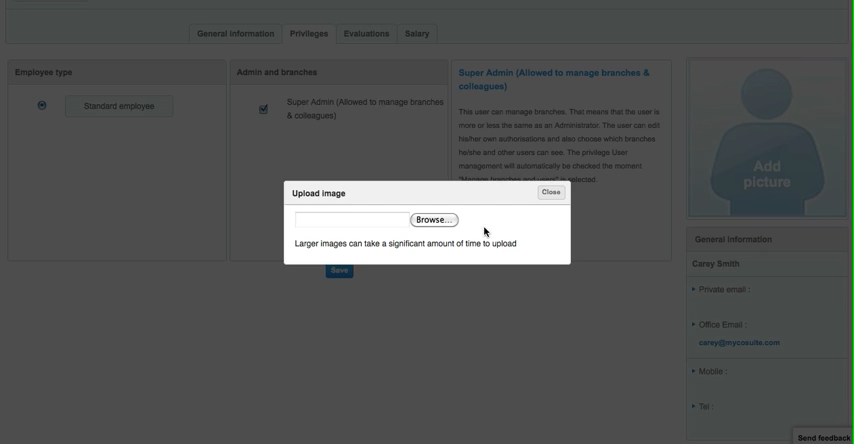 General information
Privileges
Evaluations
Salary
Employee type
Standard employee
Admin and branches
Super Admin (Allowed to manage branches
& colleagues)
Super Admin (Allowed to manage branches &
colleagues)
This user can manage branches. That means that the user is
more or less the same as an Administrator. The user can edit
his/her own authorisations and also choose which branches
he/she and other users can see. The privilege User
management will automatically be checked the moment
"Manage branches and users" is selected.
Add
picture
Upload image
Close
Browse...
Larger images can take a significant amount of time to upload
Save
General information
Carey Smith
Private email :
Office Email :
carey@mycosuite.com
Mobile :
Tel :
Send feedback